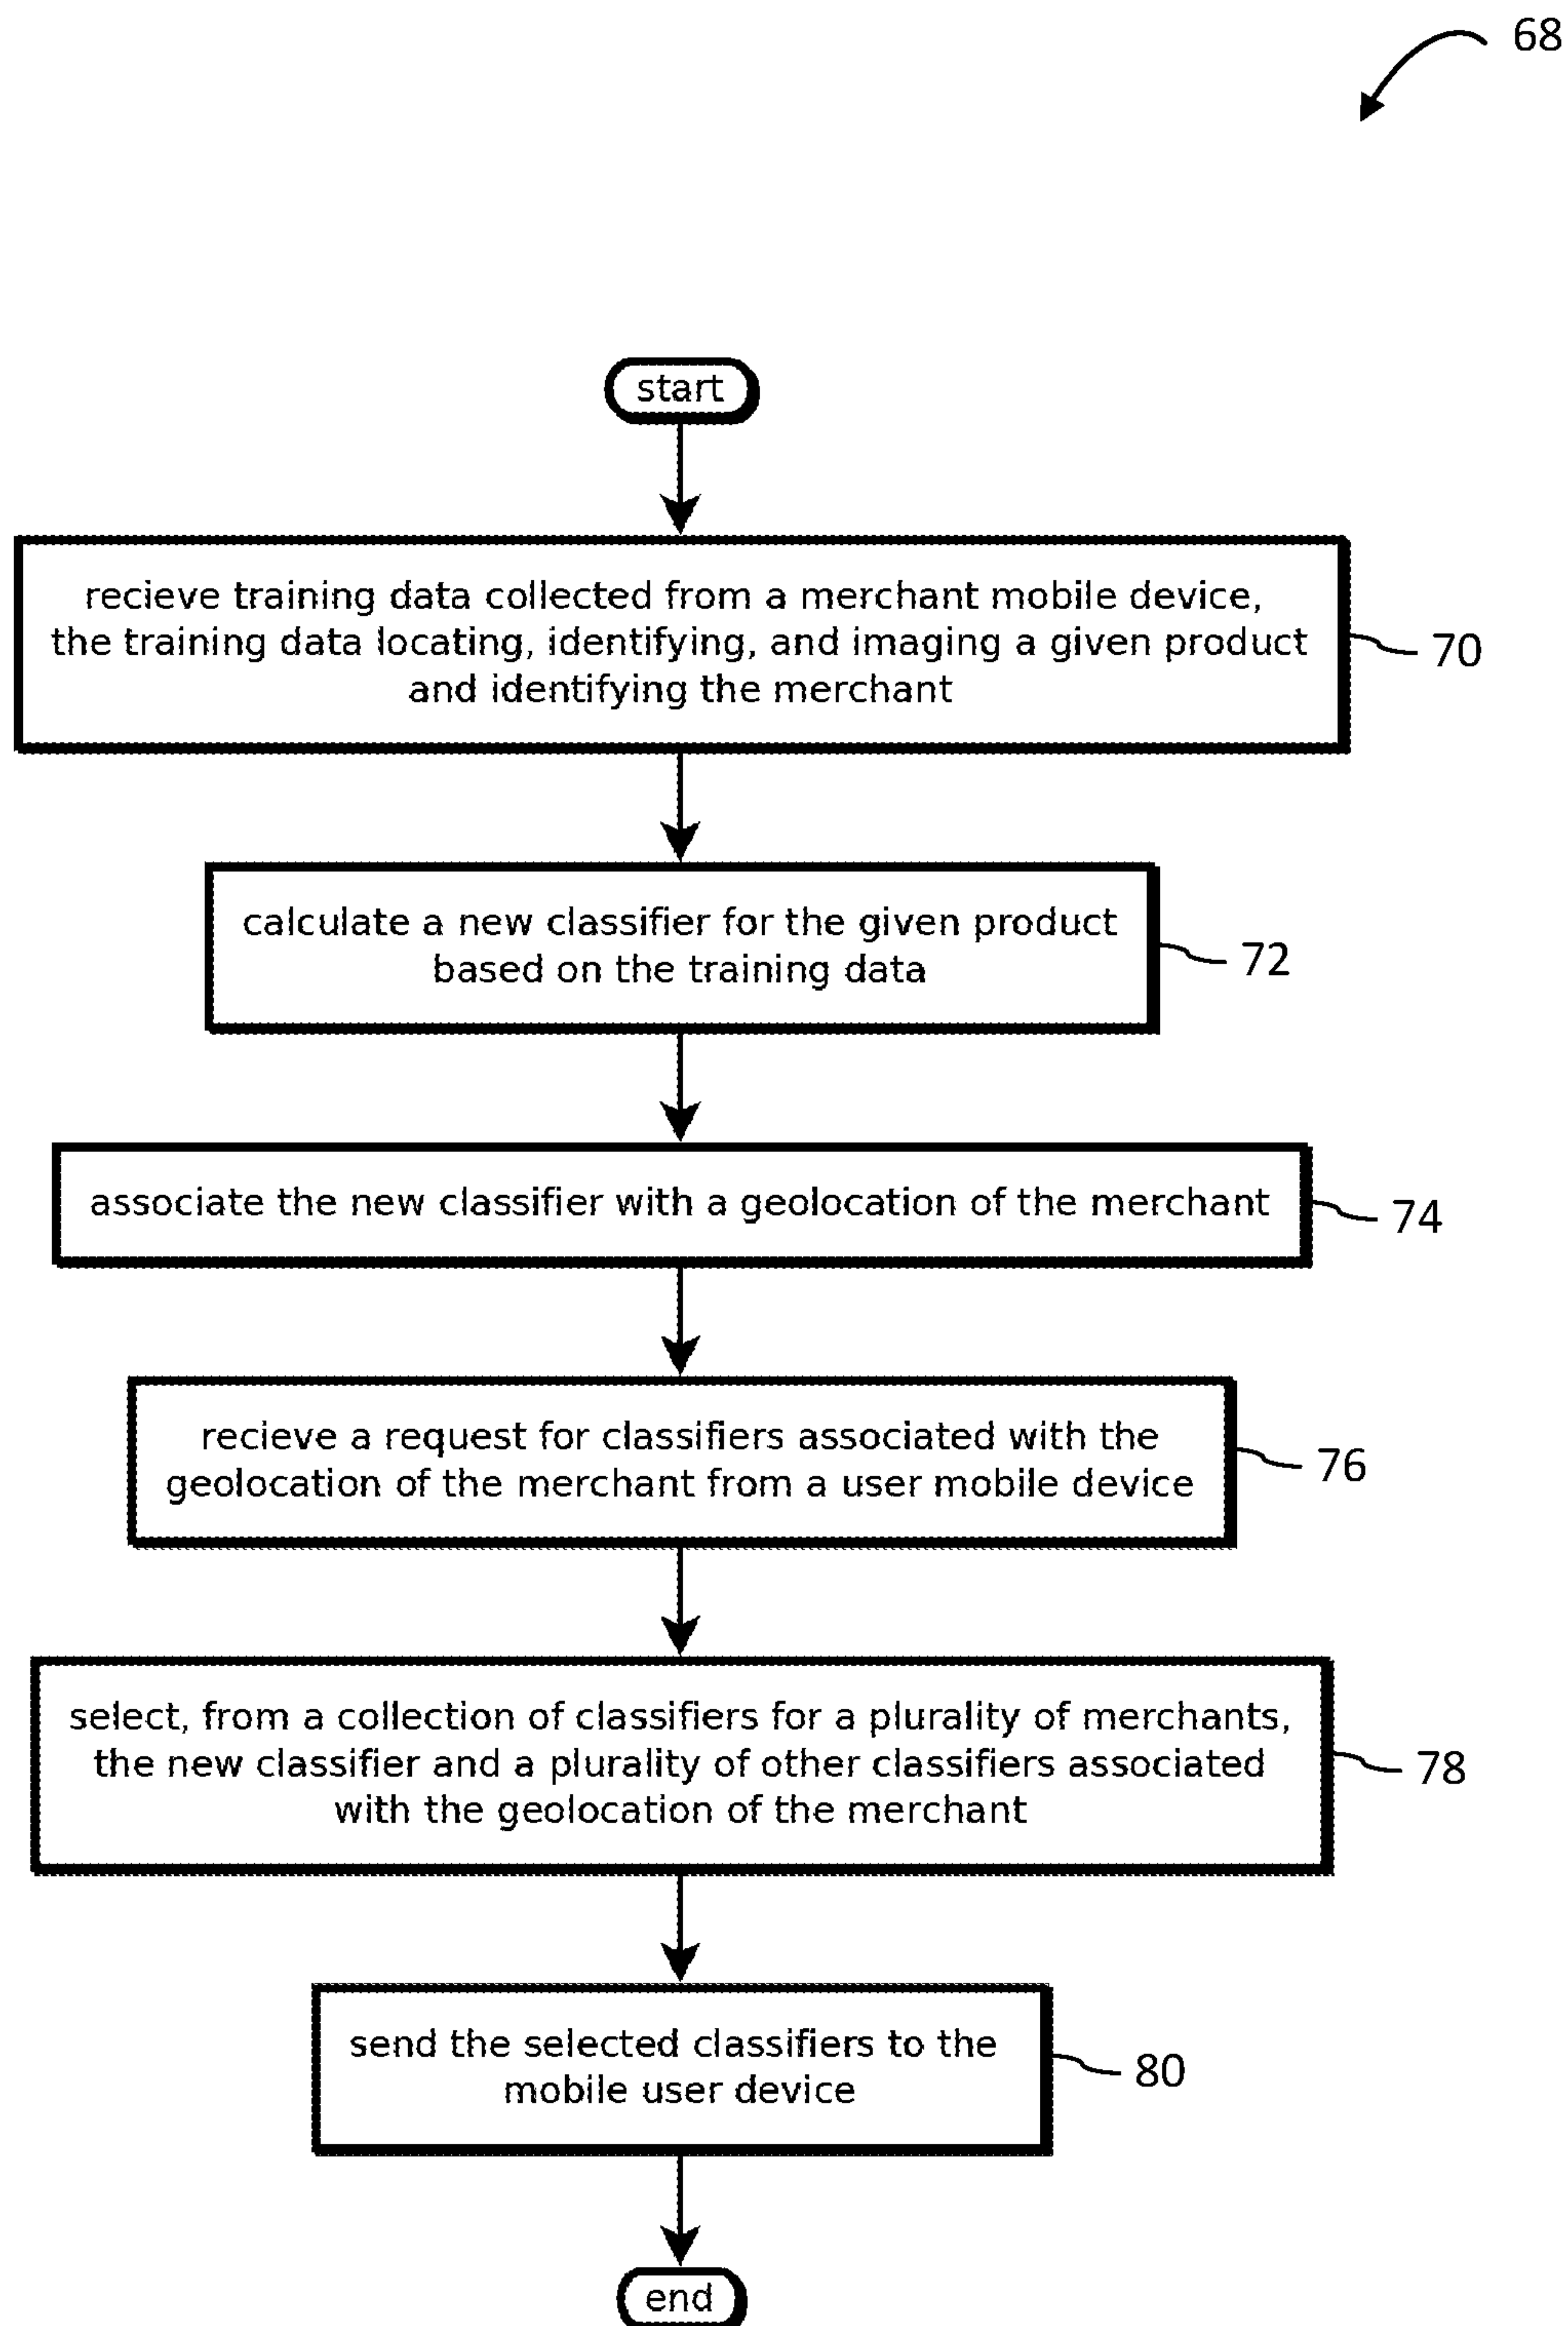 68
start
recieve training data collected from a merchant mobile device,
the training data locating, identifying, and imaging a given product
and identifying the merchant
70
calculate a new classifier for the given product
based on the training data
72
associate the new classifier with a geolocation of the merchant
74
recieve a request for classifiers associated with the
geolocation of the merchant from a user mobile device
76
select, from a collection of classifiers for a plurality of merchants,
the new classifier and a plurality of other classifiers associated
with the geolocation of the merchant
78
send the selected classifiers to the
mobile user device
80
end